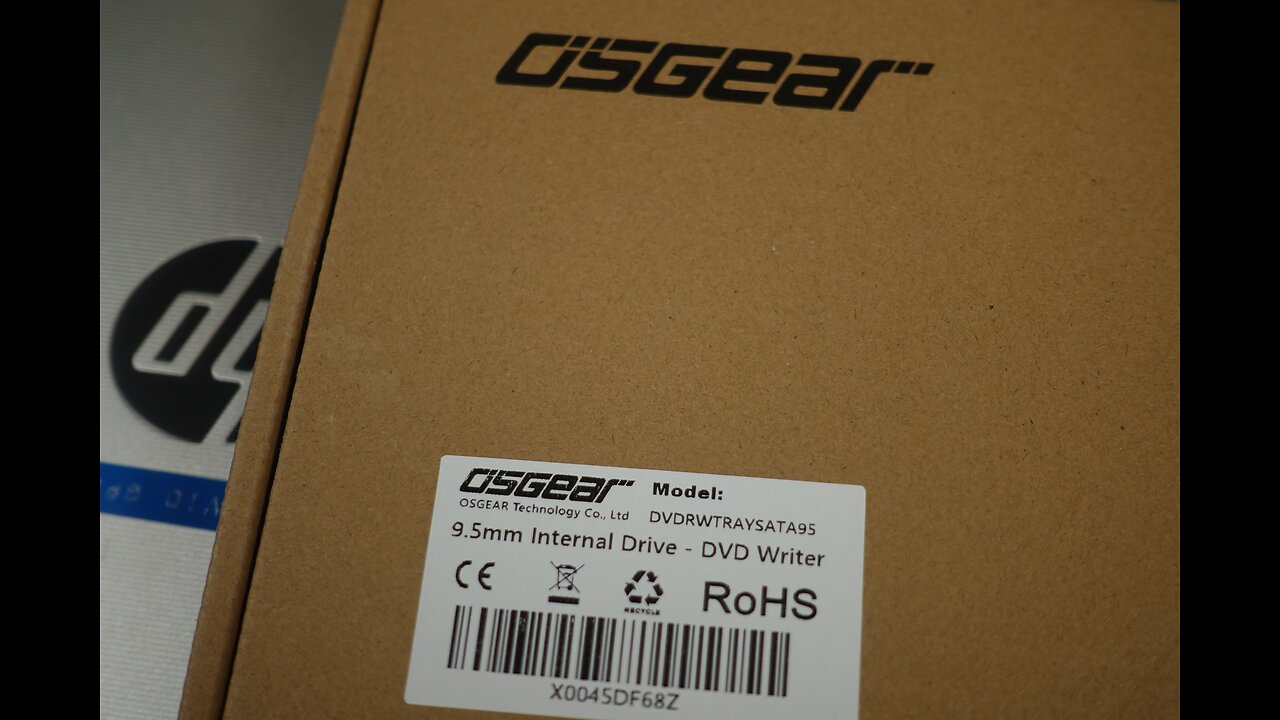 OSGear
OSGear
Model:
OSGEAR Technology Co., Ltd
DVDRWTRAYSATA95
9.5mm Internal Drive - DVD Writer
CE
RECYCLE
RoHS
X0045DF68Z